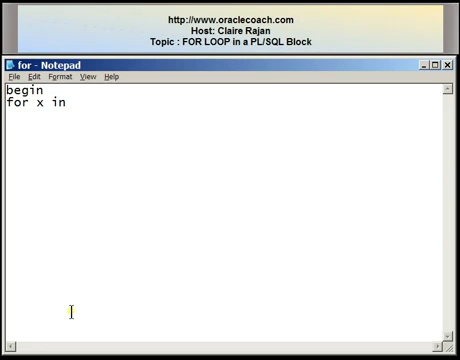 http://www.oraclecoach.com
Host: Claire Rajan
Topic : FOR LOOP in a PL/SQL Block
for - Notepad
File Edit Format View Help
begin
for x in